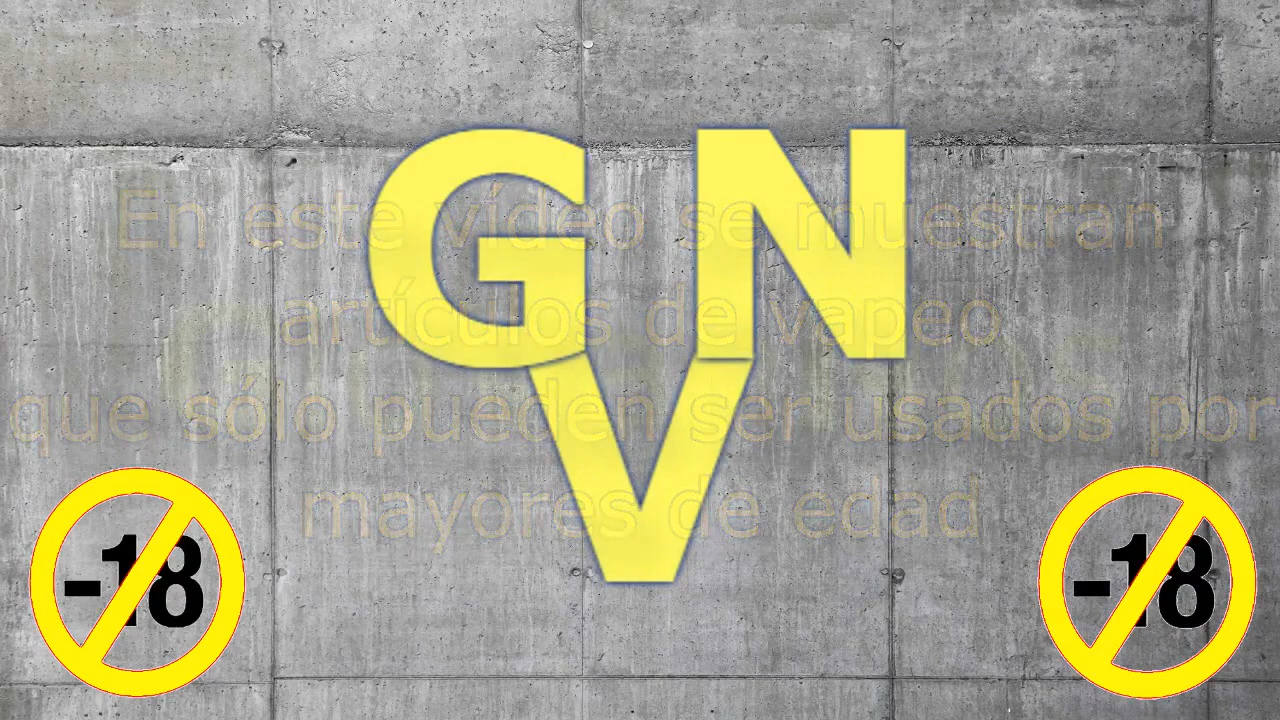 G N
V
En este vídeo se muestran
artículos de vapeo
que sólo pueden ser usados por
mayores de edad
-18
-18